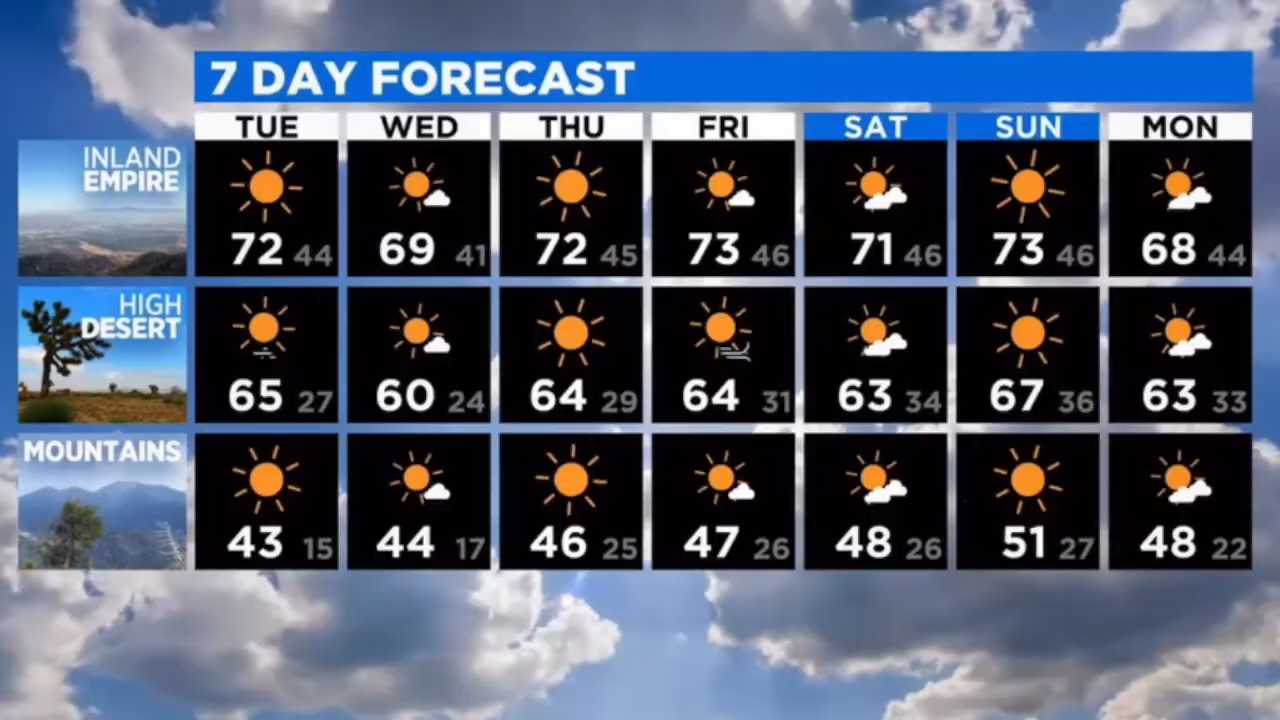 7 DAY FORECAST
TUE WED THU FRI SAT SUN MON
INLAND
EMPIRE
72 44 69 41 72 45 73 46 71 46 73 46 68 44
HIGH
DESERT
65 27 60 24 64 29 64 31 63 34 67 36 63 33
MOUNTAINS
43 15 44 17 46 25 47 26 48 26 51 27 48 22